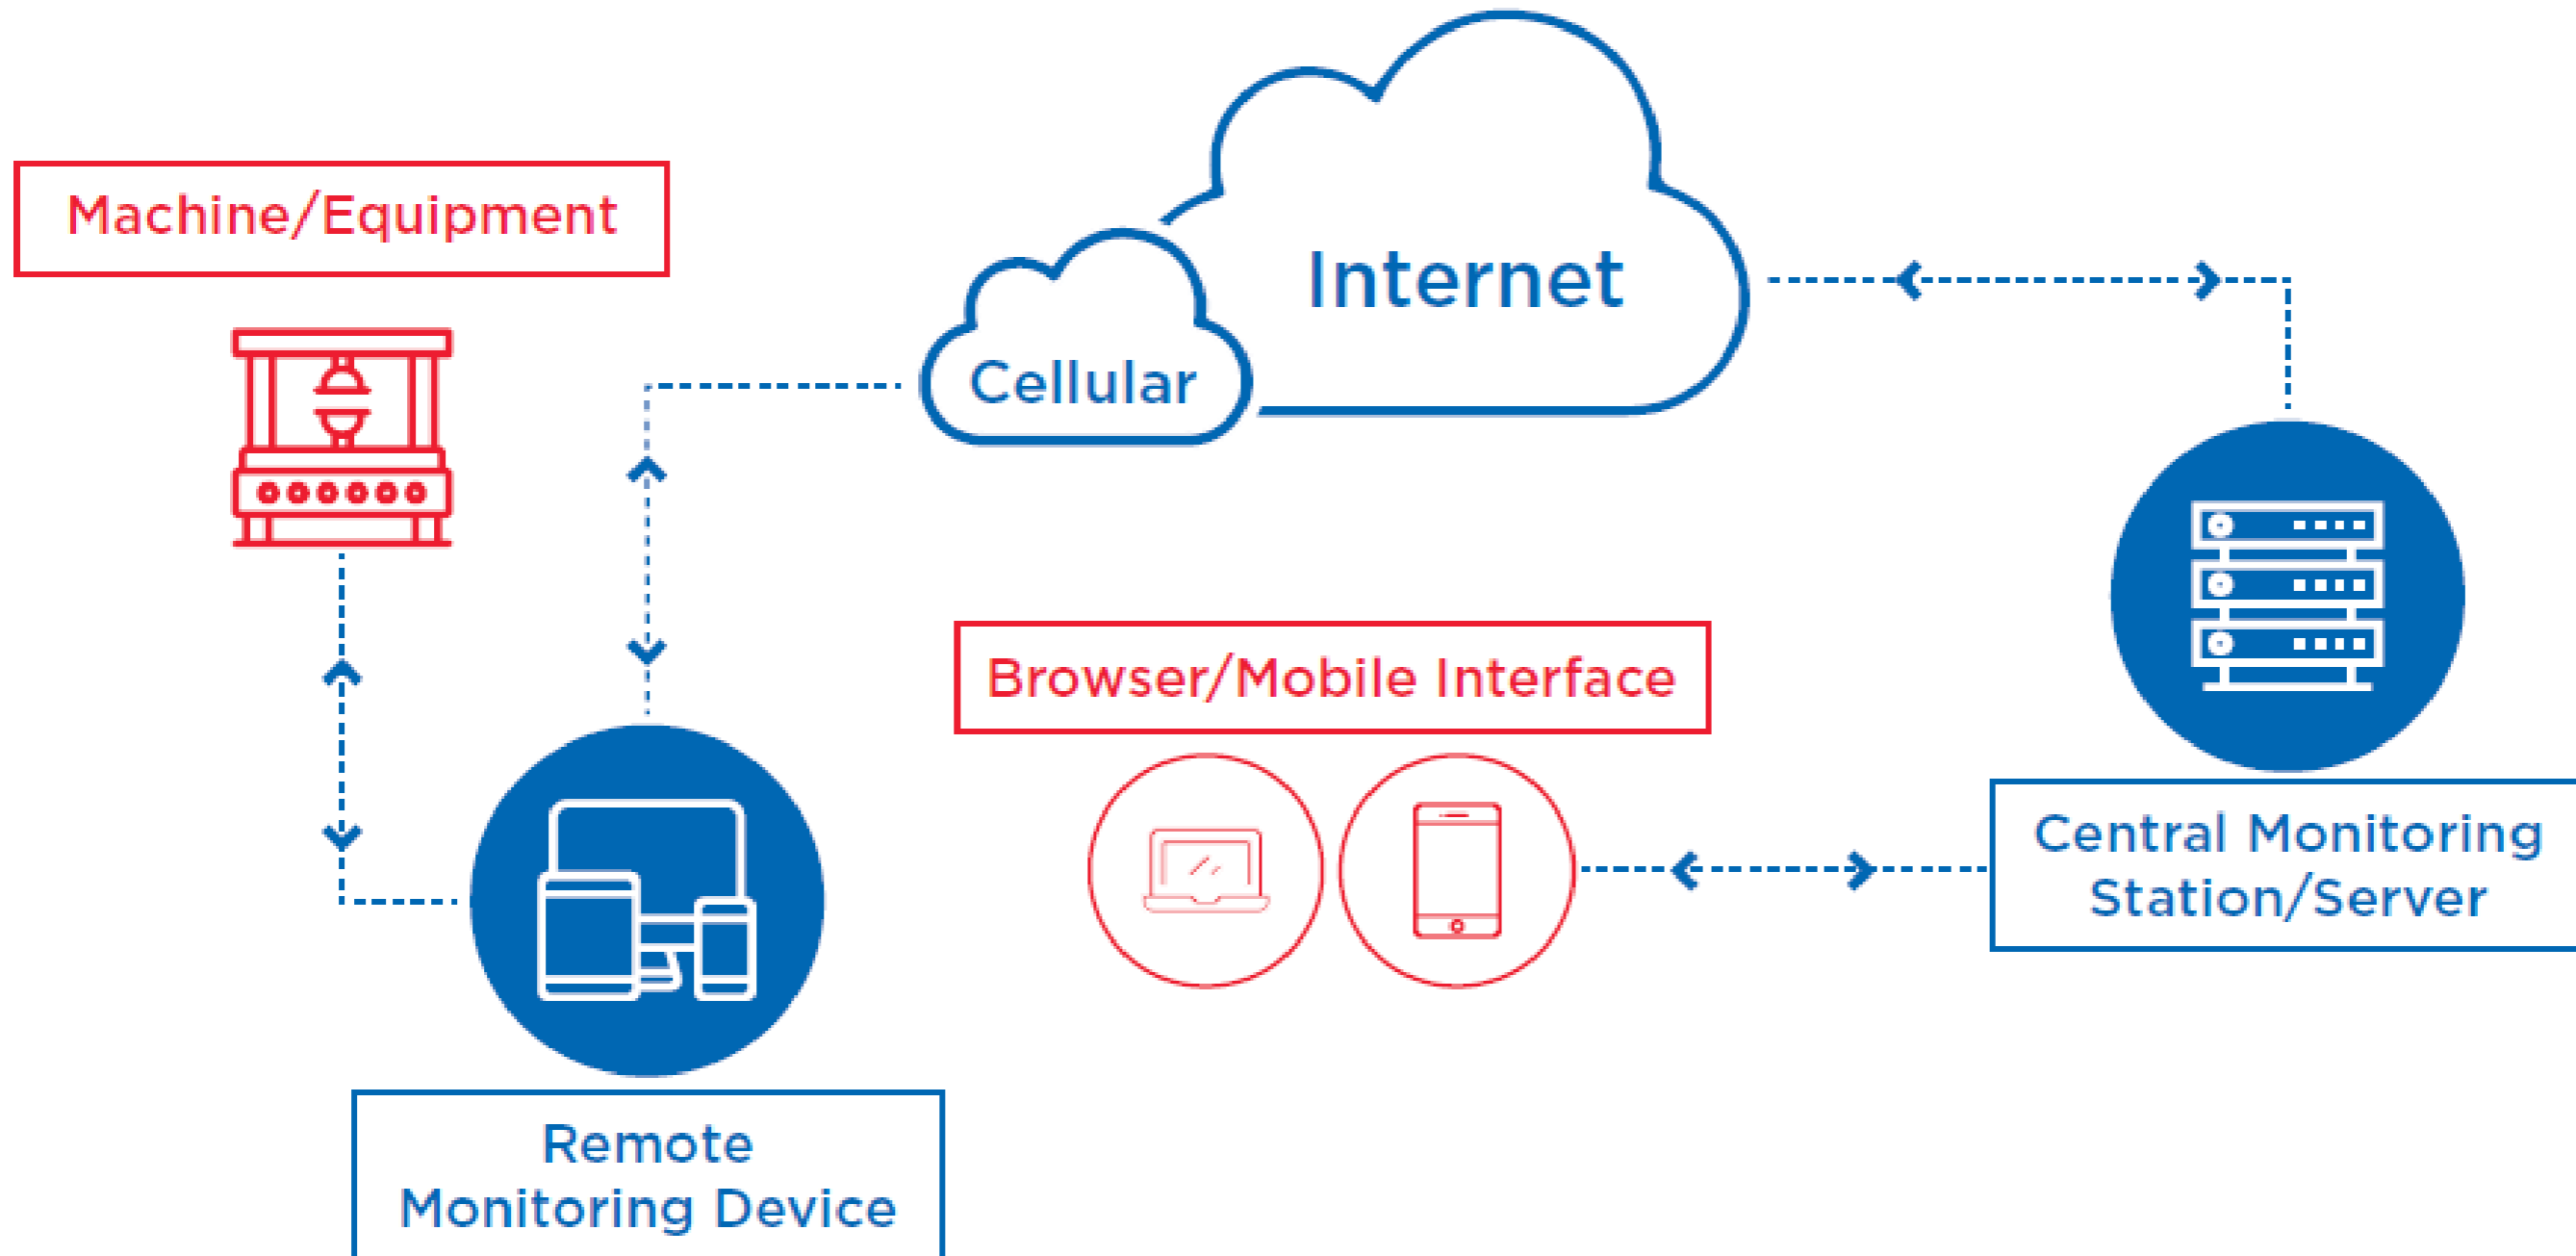 Machine/Equipment
Internet
Cellular
Browser/Mobile Interface
Central Monitoring
Station/Server
Remote
Monitoring Device